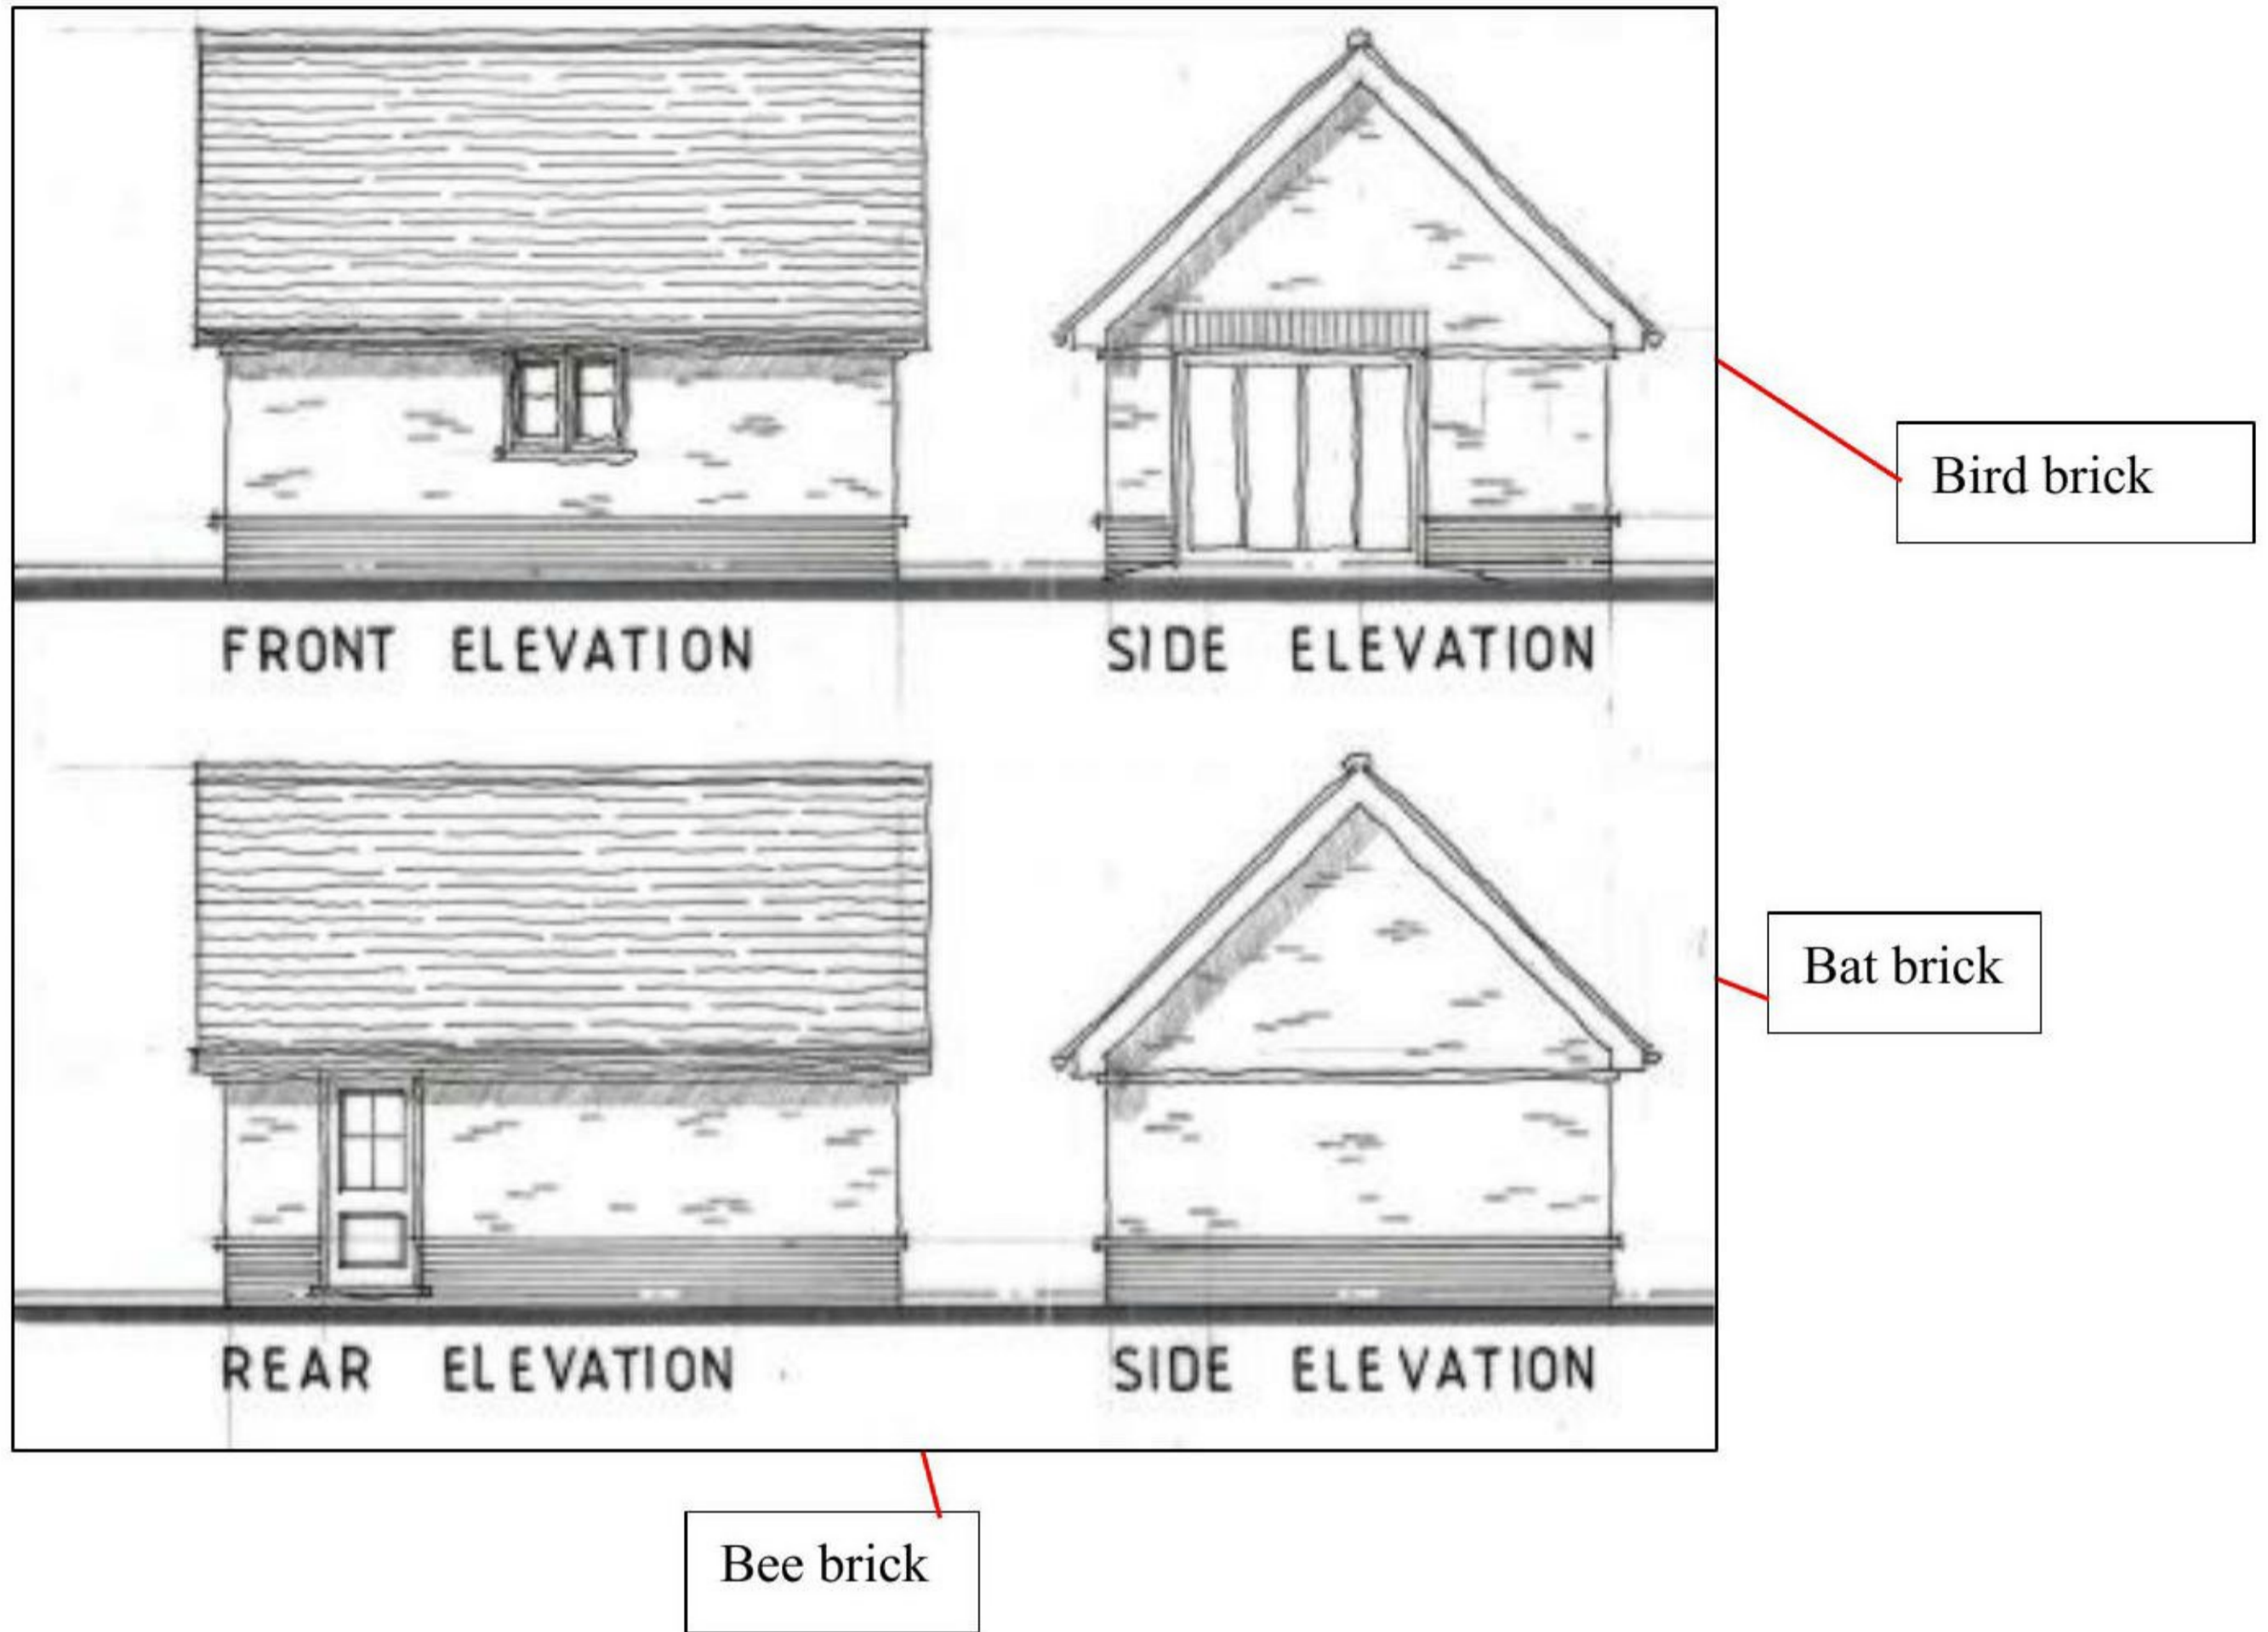 FRONT ELEVATION
SIDE ELEVATION
Bird brick
REAR ELEVATION
SIDE ELEVATION
Bat brick
Bee brick